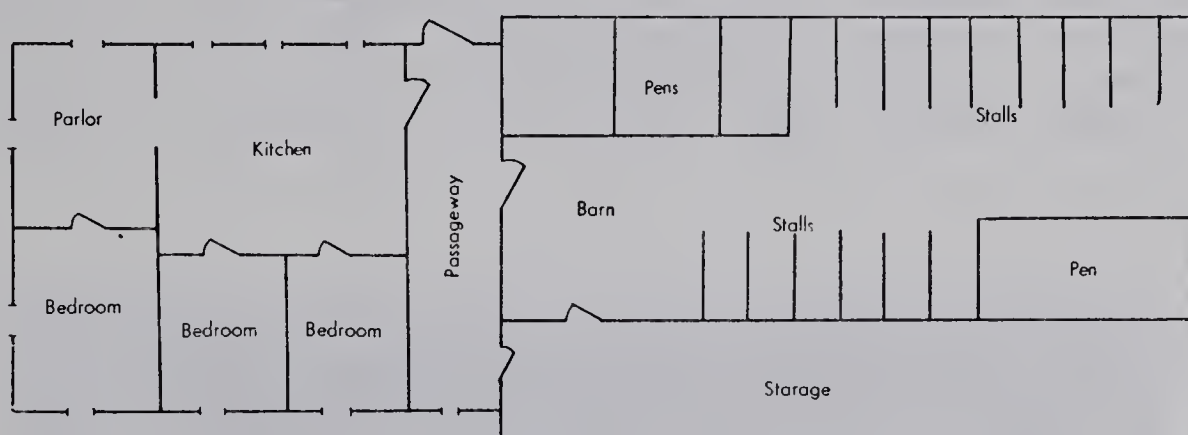 Pens
Parlor
Stalls
Kitchen
Passageway
Barn
Stalls
Pen
Bedroom
Bedroom
Bedroom
Starage